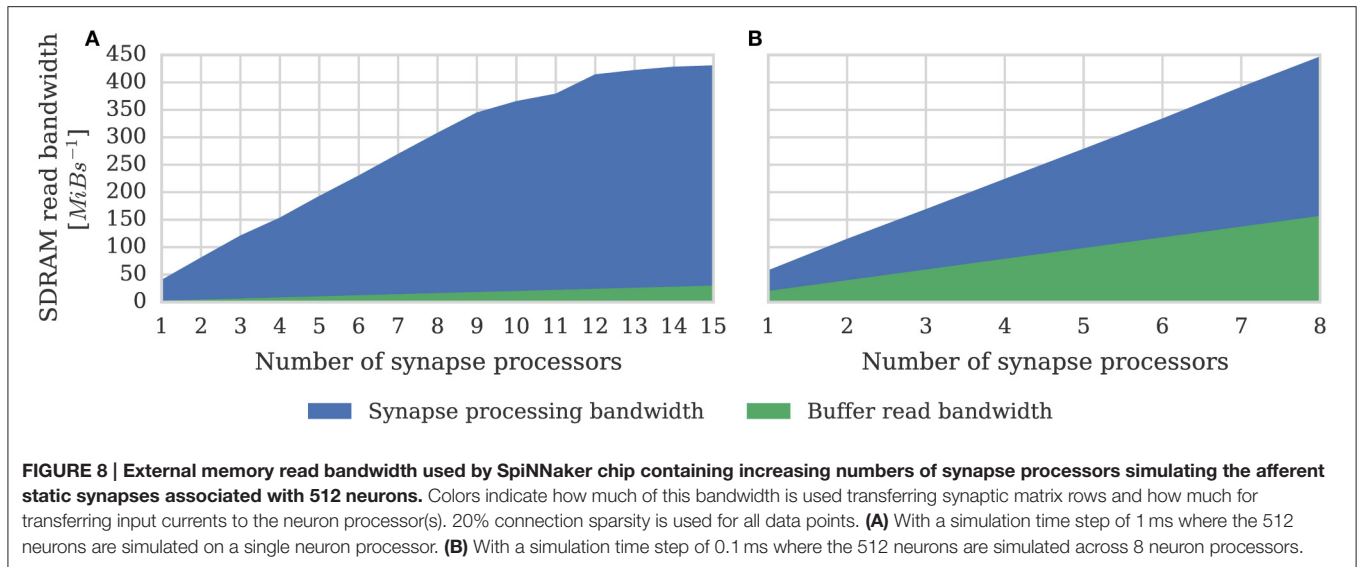 A
B
SDRAM read bandwidth
[MiBs⁻¹]
450
400
350
300
250
200
150
100
50
0
1 2 3 4 5 6 7 8 9 10 11 12 13 14 15
1 2 3 4 5 6 7 8
Number of synapse processors
Number of synapse processors
Synapse processing bandwidth
Buffer read bandwidth
FIGURE 8 | External memory read bandwidth used by SpiNNaker chip containing increasing numbers of synapse processors simulating the afferent
static synapses associated with 512 neurons. Colors indicate how much of this bandwidth is used transferring synaptic matrix rows and how much for
transferring input currents to the neuron processor(s). 20% connection sparsity is used for all data points. (A) With a simulation time step of 1 ms where the 512
neurons are simulated on a single neuron processor. (B) With a simulation time step of 0.1 ms where the 512 neurons are simulated across 8 neuron processors.